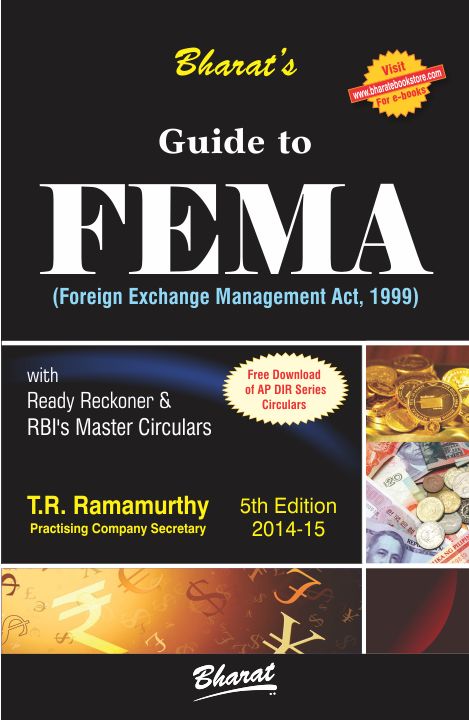 Bharat's
Visit
www.bharatebookstore.com
For e-books
Guide to
FEMA
(Foreign Exchange Management Act, 1999)
with
Ready Reckoner &
RBI's Master Circulars
Free Download
of AP DIR Series
Circulars
T.R. Ramamurthy
Practising Company Secretary
5th Edition
2014-15
Bharat